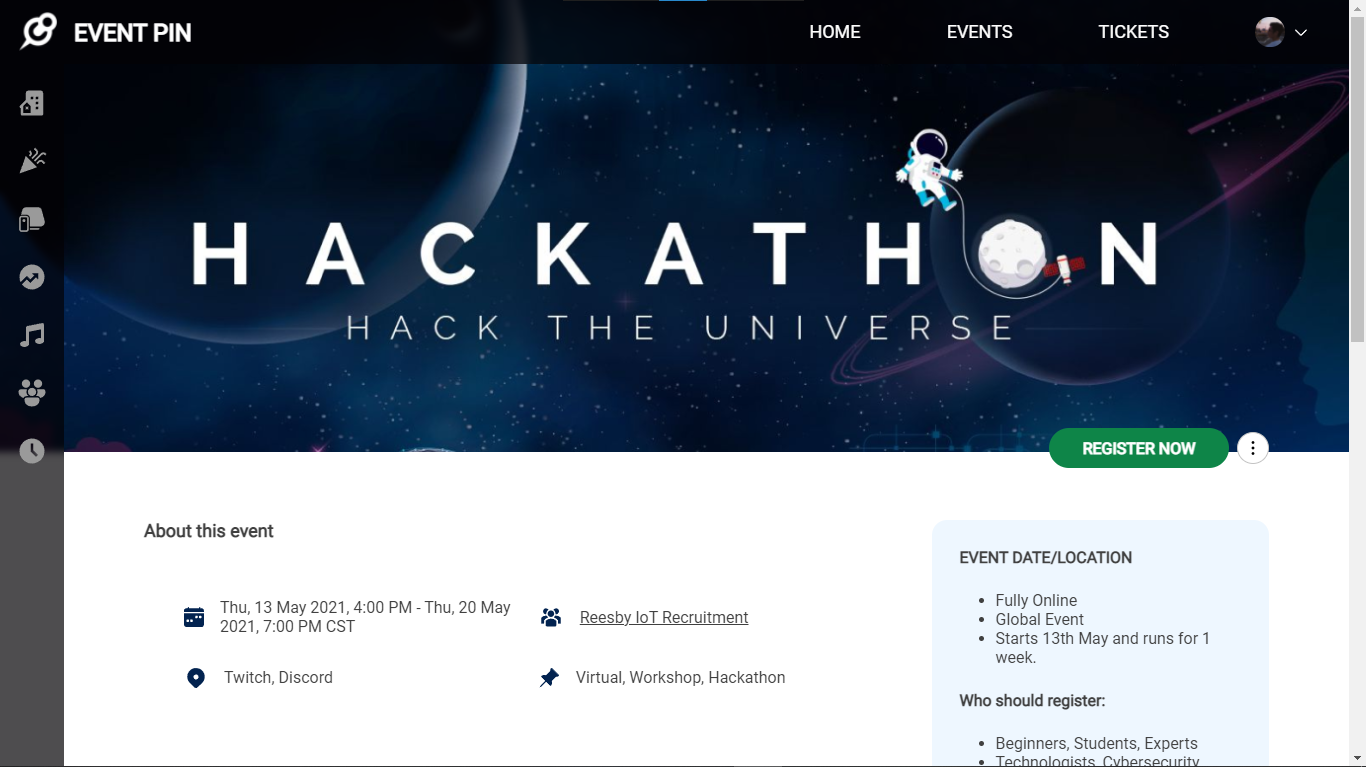 EVENT PIN
HOME
EVENTS
TICKETS
HACKATHON
HACK THE UNIVERSE
REGISTER NOW
About this event
Thu, 13 May 2021, 4:00 PM - Thu, 20 May
2021, 7:00 PM CST
Reesby IoT Recruitment
Twitch, Discord
Virtual, Workshop, Hackathon
EVENT DATE/LOCATION
• Fully Online
• Global Event
• Starts 13th May and runs for 1
week.
Who should register:
• Beginners, Students, Experts
• Technologists, Cybersecurity